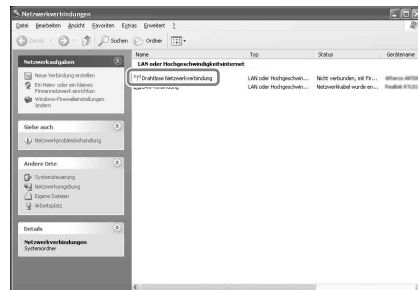 Netzwerkverbindungen
Datei Bearbeiten Ansicht Favoriten Extras Erweitert ?
Zurück Suchen Ordner
Name Typ Status Gerätename
LAN oder Hochgeschwindigkeitsinternet
Drahtlose Netzwerkverbindung LAN oder Hochgeschwin... Nicht verbunden, mit Fir...
LAN-Verbindung LAN oder Hochgeschwin... Netzwerkkabel wurde en...
Netzwerkaufgaben
Neue Verbindung erstellen
Ein Heim- oder ein kleines
Firmennetzwerk einrichten
Windows-Firewalleinstellungen
ändern
Siehe auch
Netzwerkproblembehandlung
Andere Orte
Systemsteuerung
Netzwerkumgebung
Eigene Dateien
Arbeitsplatz
Details
Netzwerkverbindungen
Systemordner